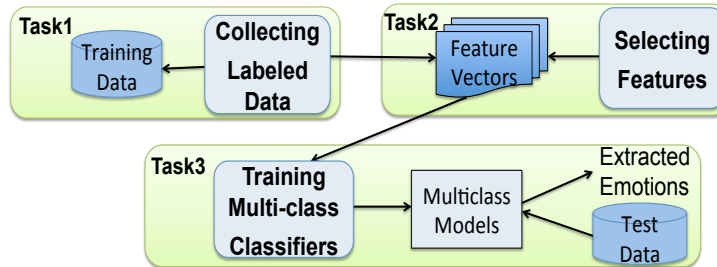 Task1
Training
Data
Collecting
Labeled
Data
Task2
Feature
Vectors
Selecting
Features
Task3
Training
Multi-class
Classifiers
Multiclass
Models
Extracted
Emotions
Test
Data